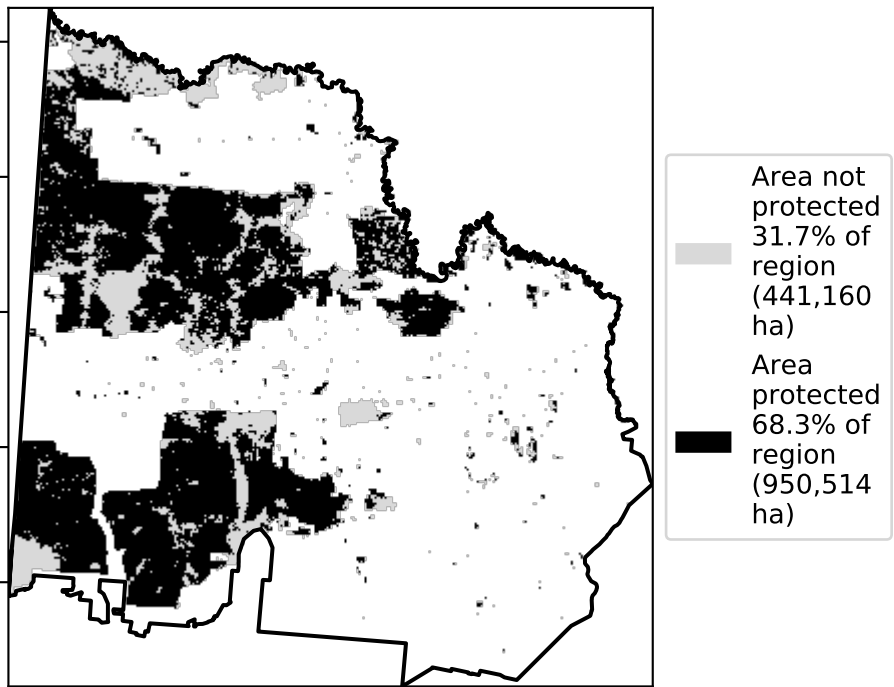 Area not
protected
31.7% of
region
(441,160
ha)
Area
protected
68.3% of
region
(950,514
ha)